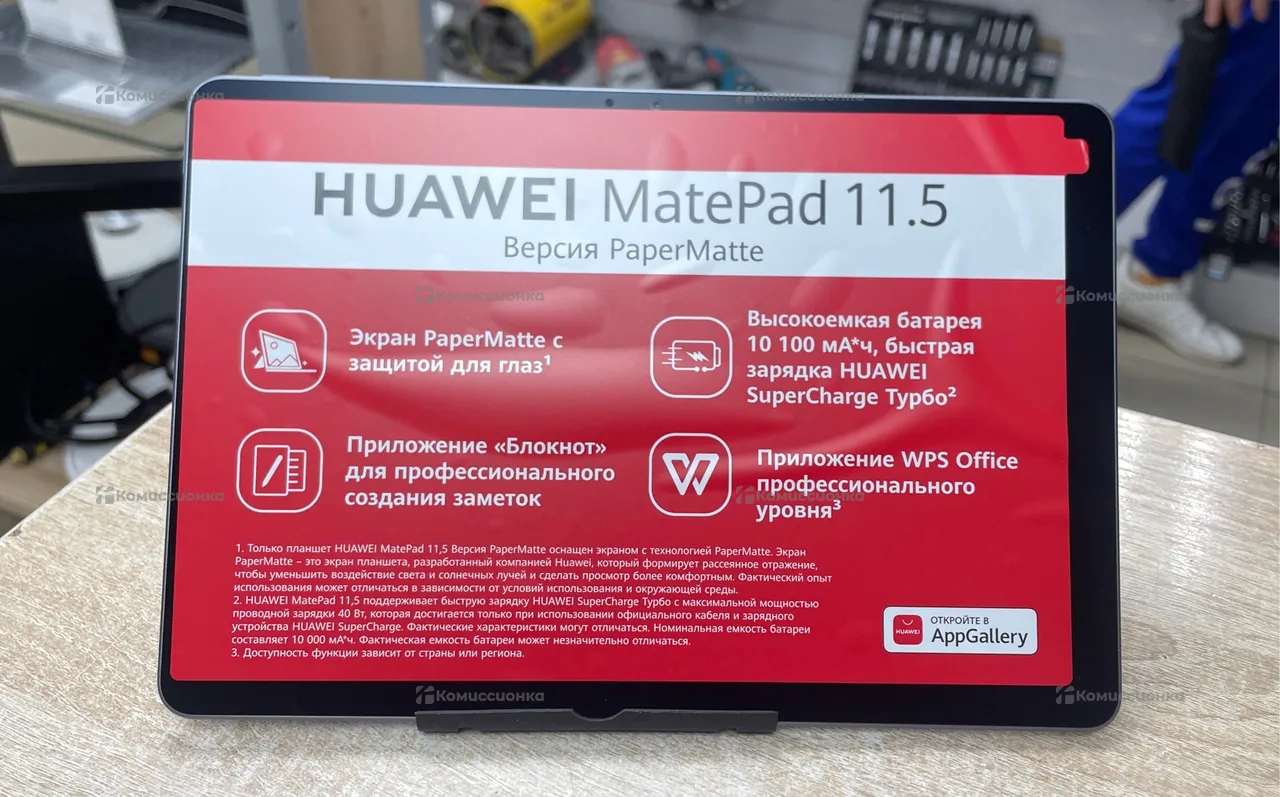 HUAWEI MatePad 11.5
Версия PaperMatte
Экран PaperMatte с
защитой для глаз¹
Высокоемкая батарея
10 100 мА*ч, быстрая
зарядка HUAWEI
SuperCharge Турбо²
Приложение «Блокнот»
для профессионального
создания заметок
Приложение WPS Office
профессионального
уровня³
1. Только планшет HUAWEI MatePad 11,5 Версия PaperMatte оснащен экраном с технологией PaperMatte. Экран
PaperMatte – это экран планшета, разработанный компанией Huawei, который формирует рассеянное отражение,
чтобы уменьшить воздействие света и солнечных лучей и сделать просмотр более комфортным. Фактический опыт
использования может отличаться в зависимости от условий использования и окружающей среды.
2. HUAWEI MatePad 11,5 поддерживает быструю зарядку HUAWEI SuperCharge Турбо с максимальной мощностью
проводной зарядки 40 Вт, которая достигается только при использовании официального кабеля и зарядного
устройства HUAWEI SuperCharge. Фактические характеристики могут отличаться. Номинальная емкость батареи
составляет 10 000 мА*ч. Фактическая емкость батареи может незначительно отличаться.
3. Доступность функции зависит от страны или региона.
HUAWEI
ОТКРОЙТЕ В
AppGallery
Комиссионка
Комиссионка
Комиссионка
Комиссионка
Комиссионка
Комиссионка
Комиссионка
Комиссионка